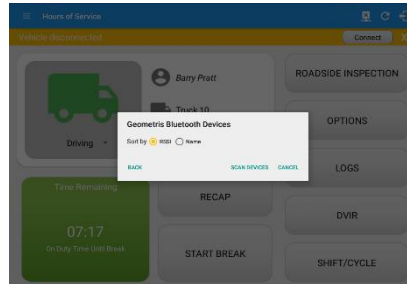 Hours of Service
Vehicle disconnected
Connect
Barry Pratt
Truck 10
Driving
ROADSIDE INSPECTION
OPTIONS
Geometris Bluetooth Devices
Sort by RSSI Name
BACK
SCAN DEVICES
CANCEL
LOGS
Time Remaining
07:17
On Duty Time Until Break
RECAP
START BREAK
DVIR
SHIFT/CYCLE